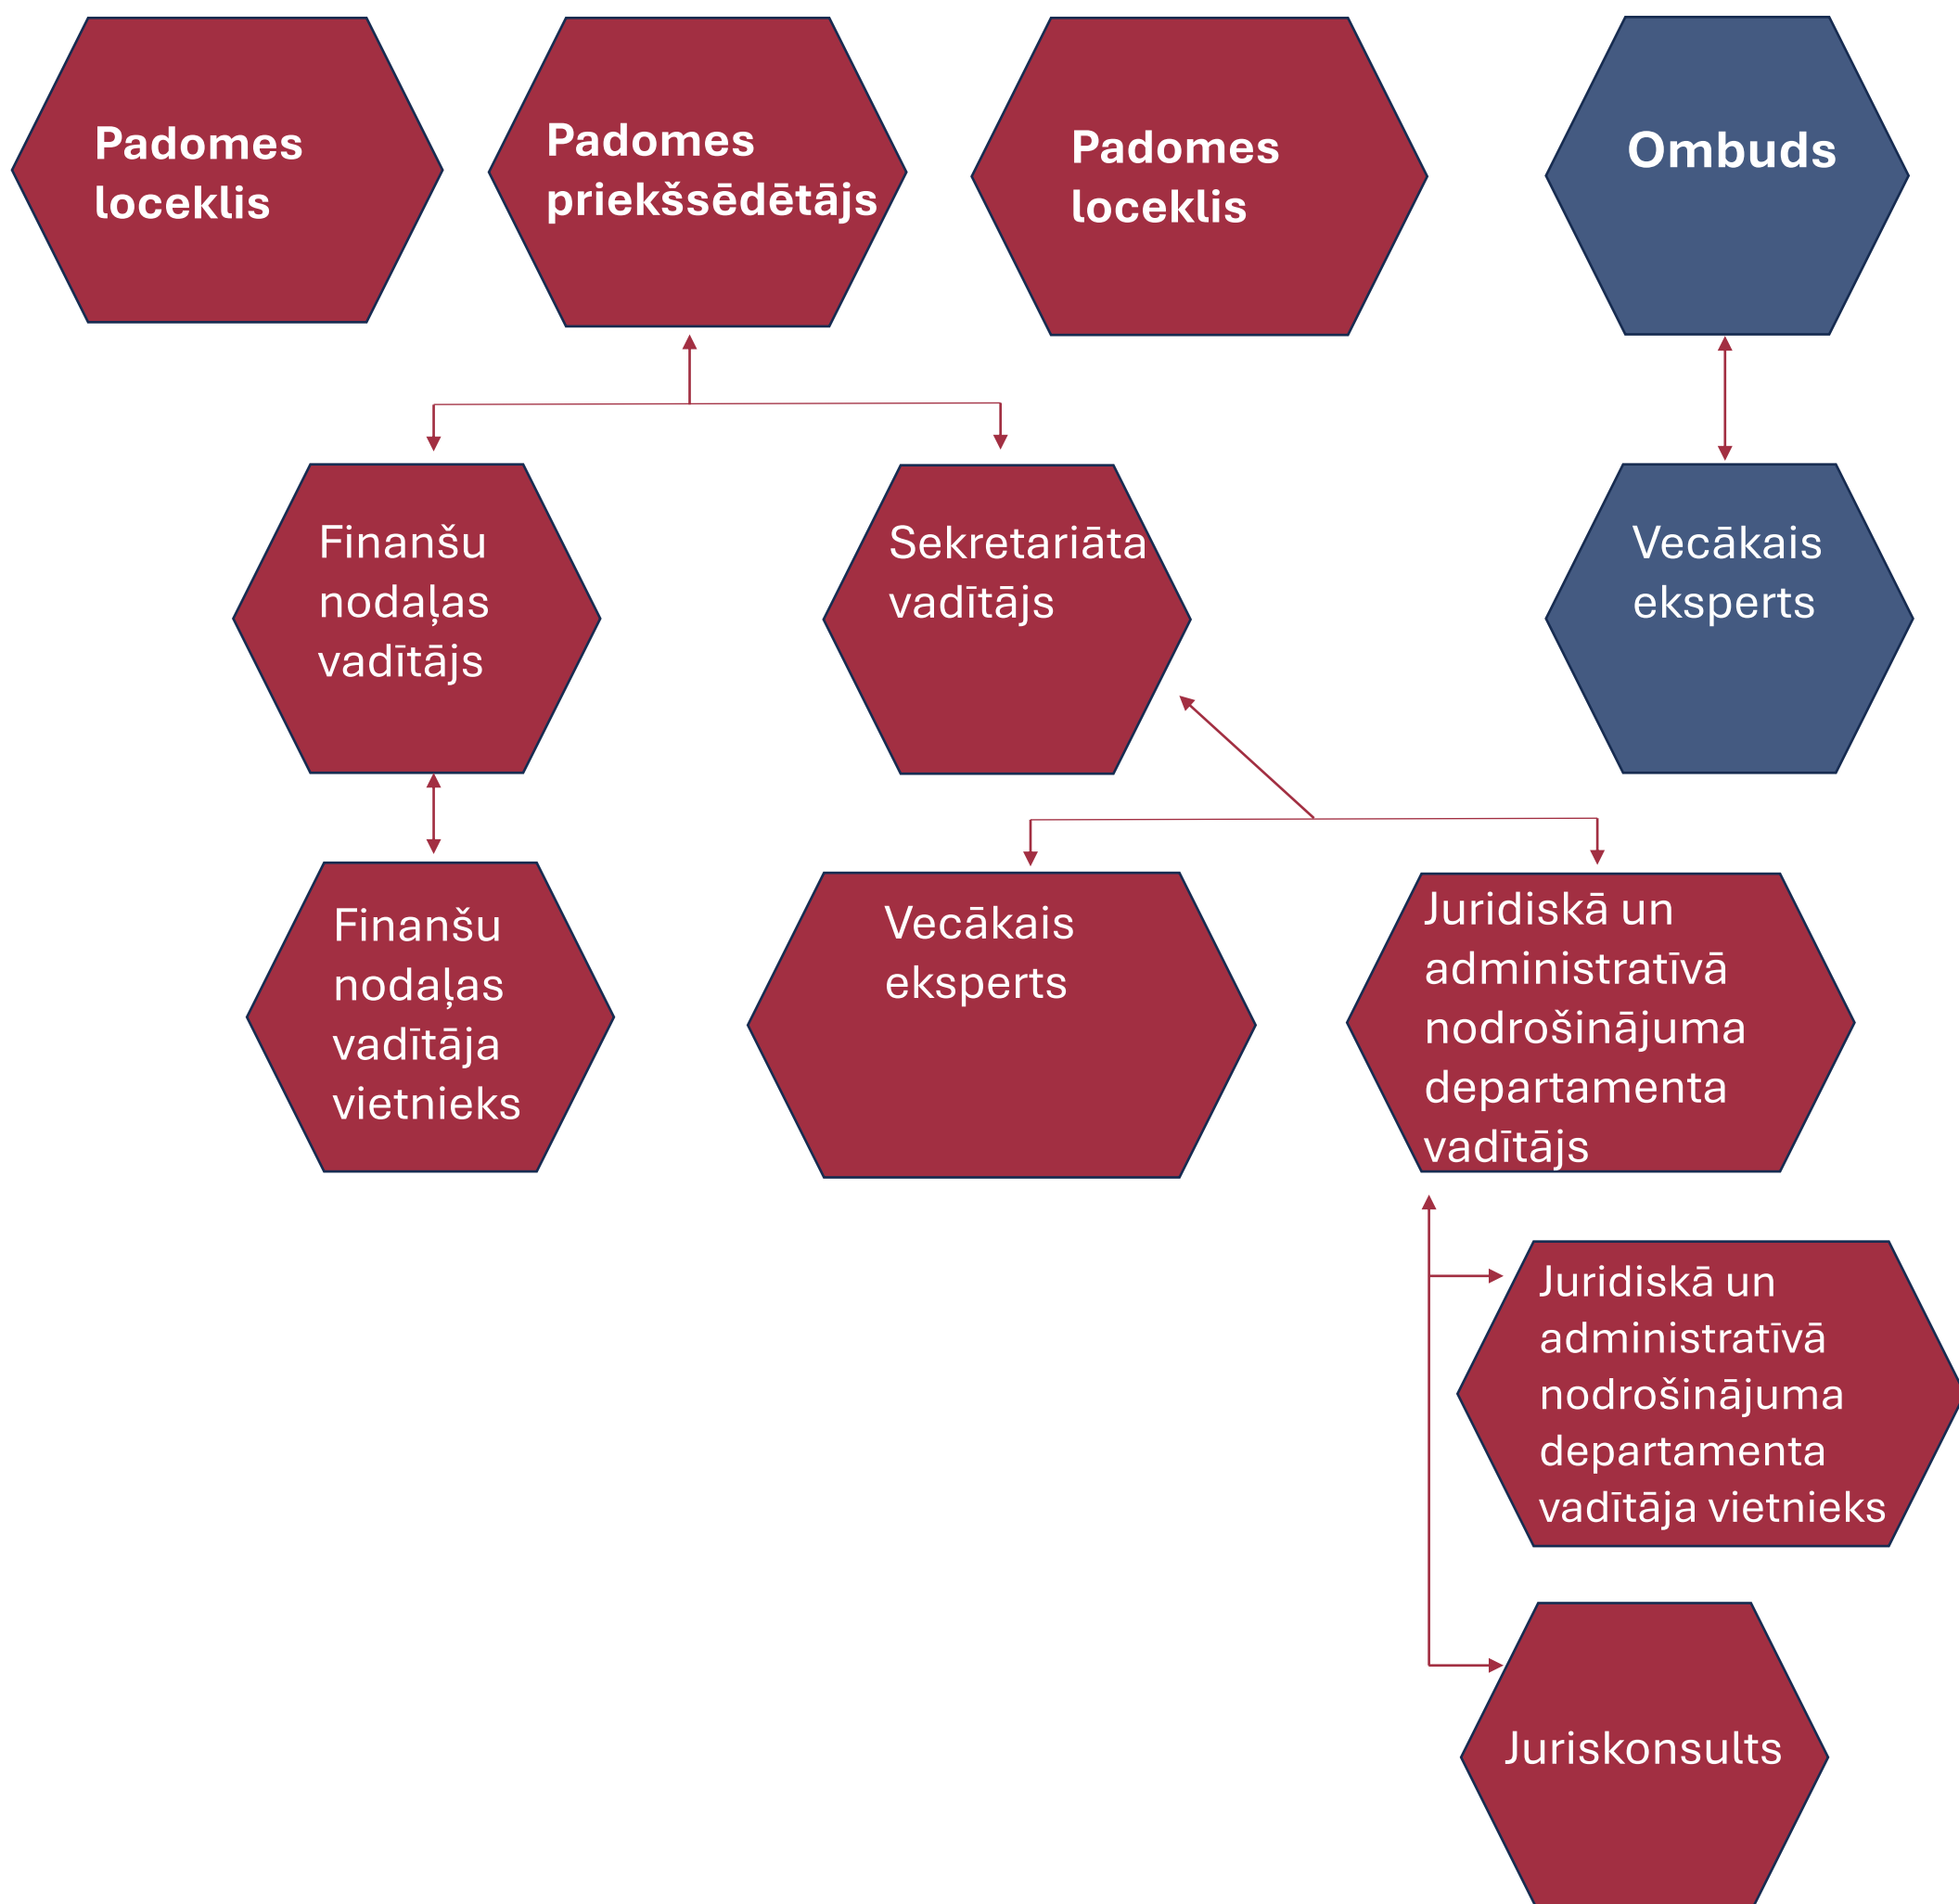 Padomes
loceklis
Padomes
priekšsēdētājs
Padomes
loceklis
Ombuds
Finanšu
nodaļas
vadītājs
Sekretariāta
vadītājs
Vecākais
eksperts
Finanšu
nodaļas
vadītāja
vietnieks
Vecākais
eksperts
Juridiskā un
administratīvā
nodrošinājuma
departamenta
vadītājs
Juridiskā un
administratīvā
nodrošinājuma
departamenta
vadītāja vietnieks
Juriskonsults